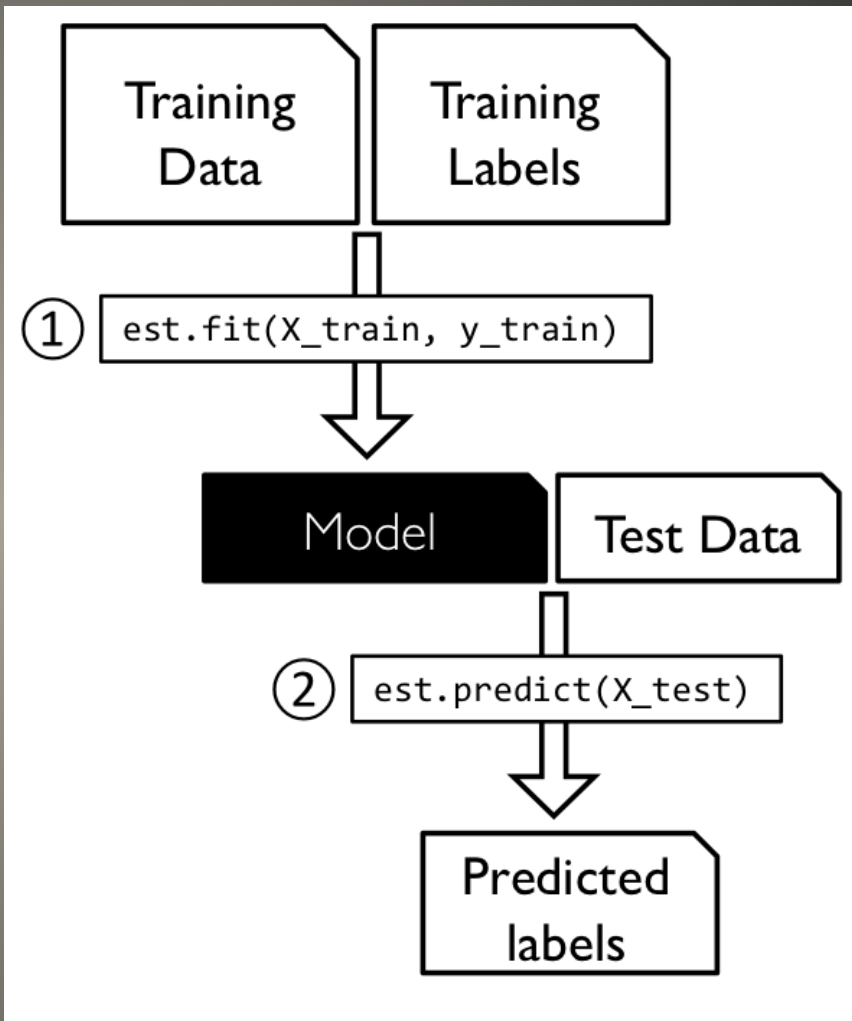 Training
Data
Training
Labels
① est.fit(X_train, y_train)
Model
Test Data
② est.predict(X_test)
Predicted
labels